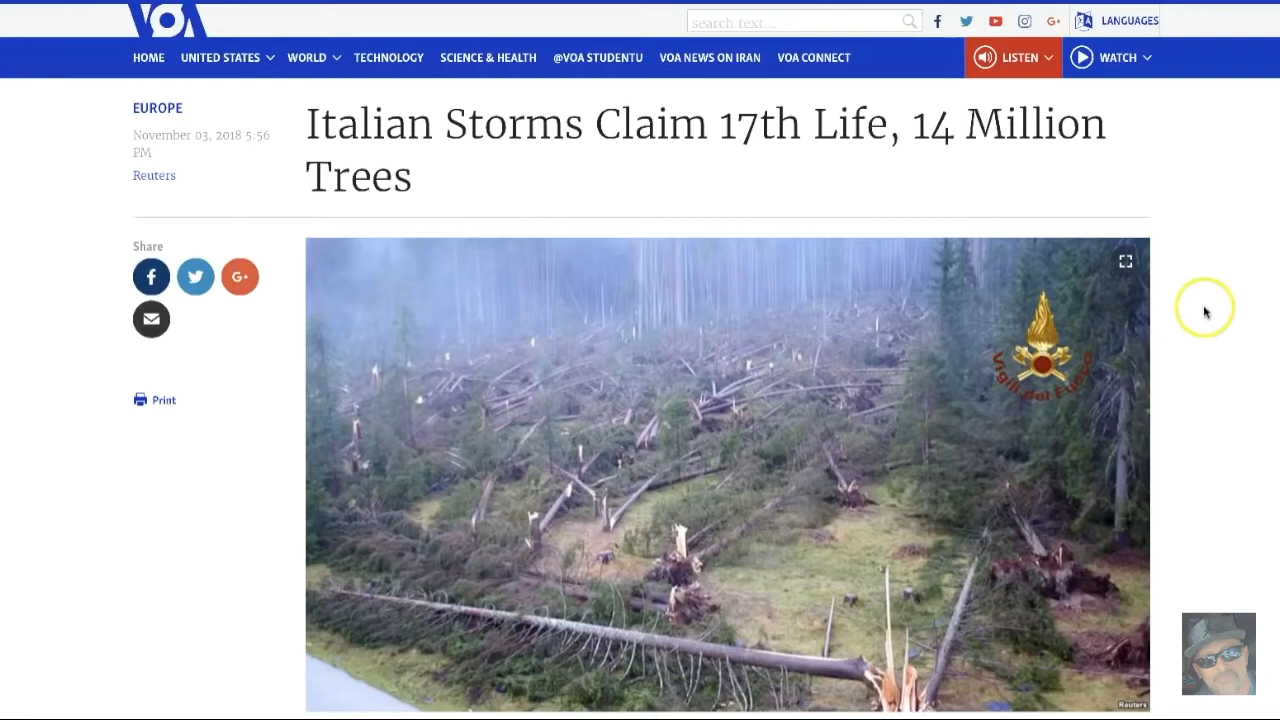 VOA
search text ...
LANGUAGES
HOME UNITED STATES WORLD TECHNOLOGY SCIENCE & HEALTH @VOA STUDENTU VOA NEWS ON IRAN VOA CONNECT LISTEN WATCH
EUROPE
November 03, 2018 5:56
PM
Reuters
Italian Storms Claim 17th Life, 14 Million
Trees
Share
Print
Vigili del Fuoco
Reuters